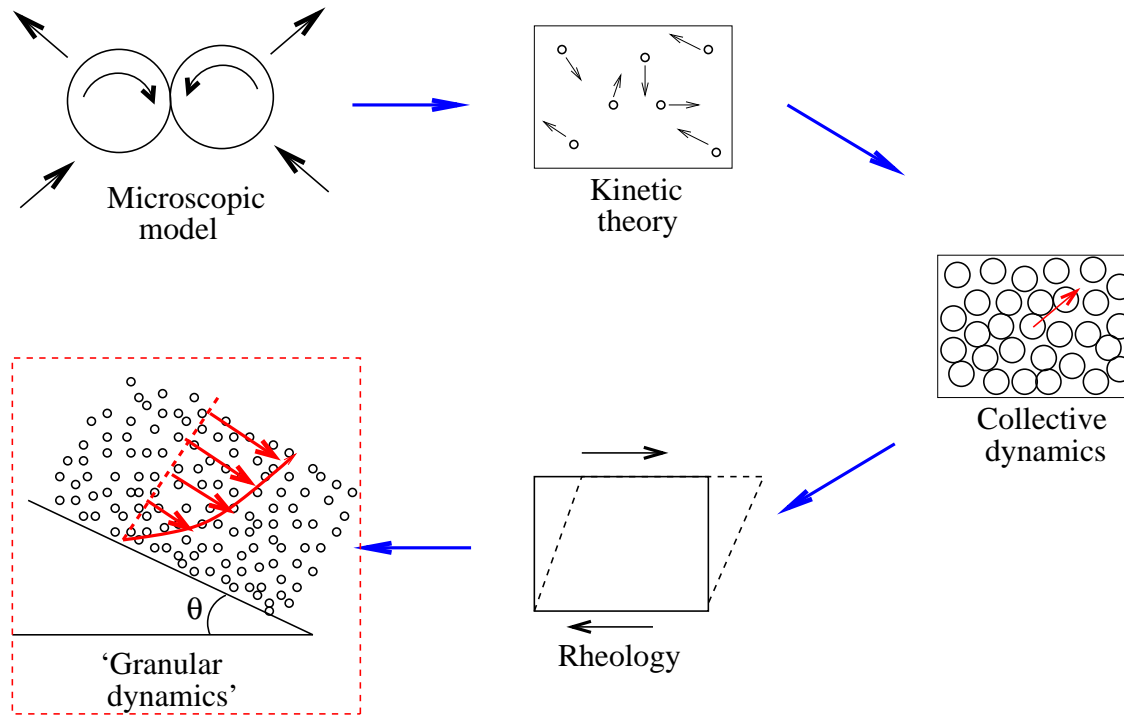 Microscopic
model
Kinetic
theory
Collective
dynamics
Rheology
θ
‘Granular
dynamics’